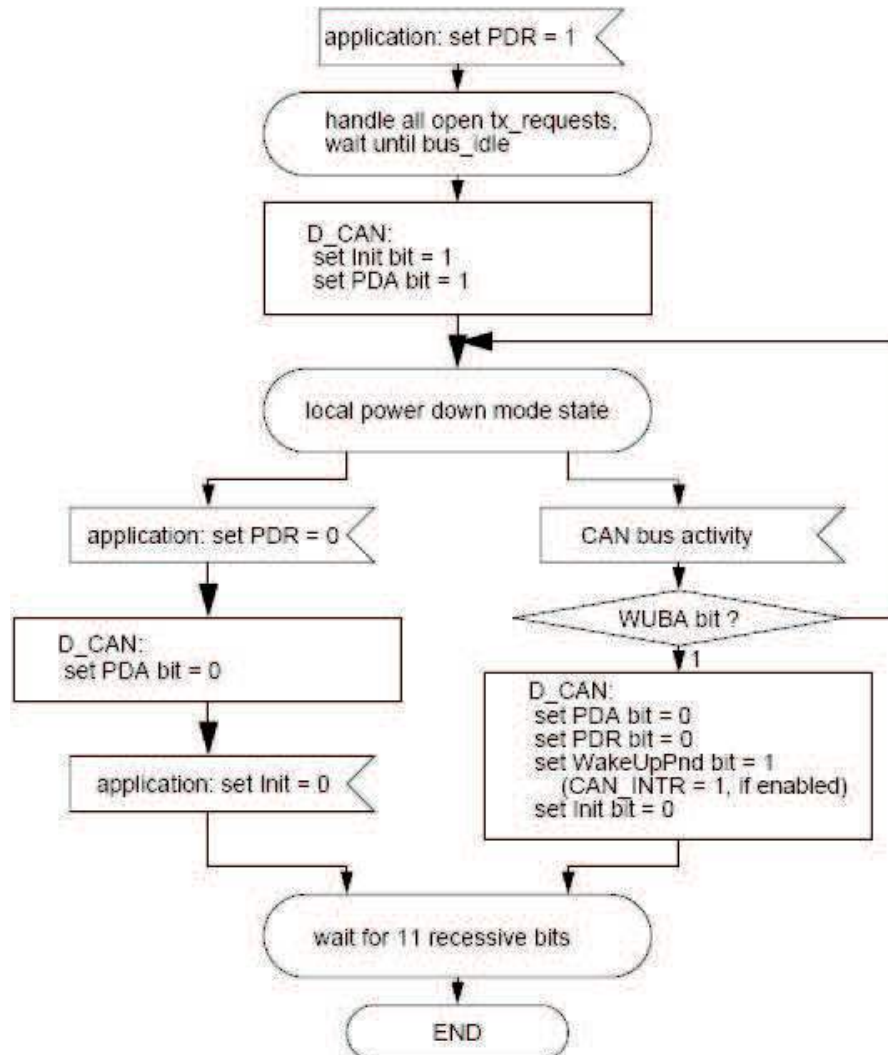 application: set PDR = 1
handle all open tx_requests,
wait until bus_idle
D_CAN:
set Init bit = 1
set PDA bit = 1
local power down mode state
application: set PDR = 0
CAN bus activity
WUBA bit ?
1
D_CAN:
set PDA bit = 0
D_CAN:
set PDA bit = 0
set PDR bit = 0
set WakeUpPnd bit = 1
(CAN_INTR = 1, if enabled)
set Init bit = 0
application: set Init = 0
wait for 11 recessive bits
END